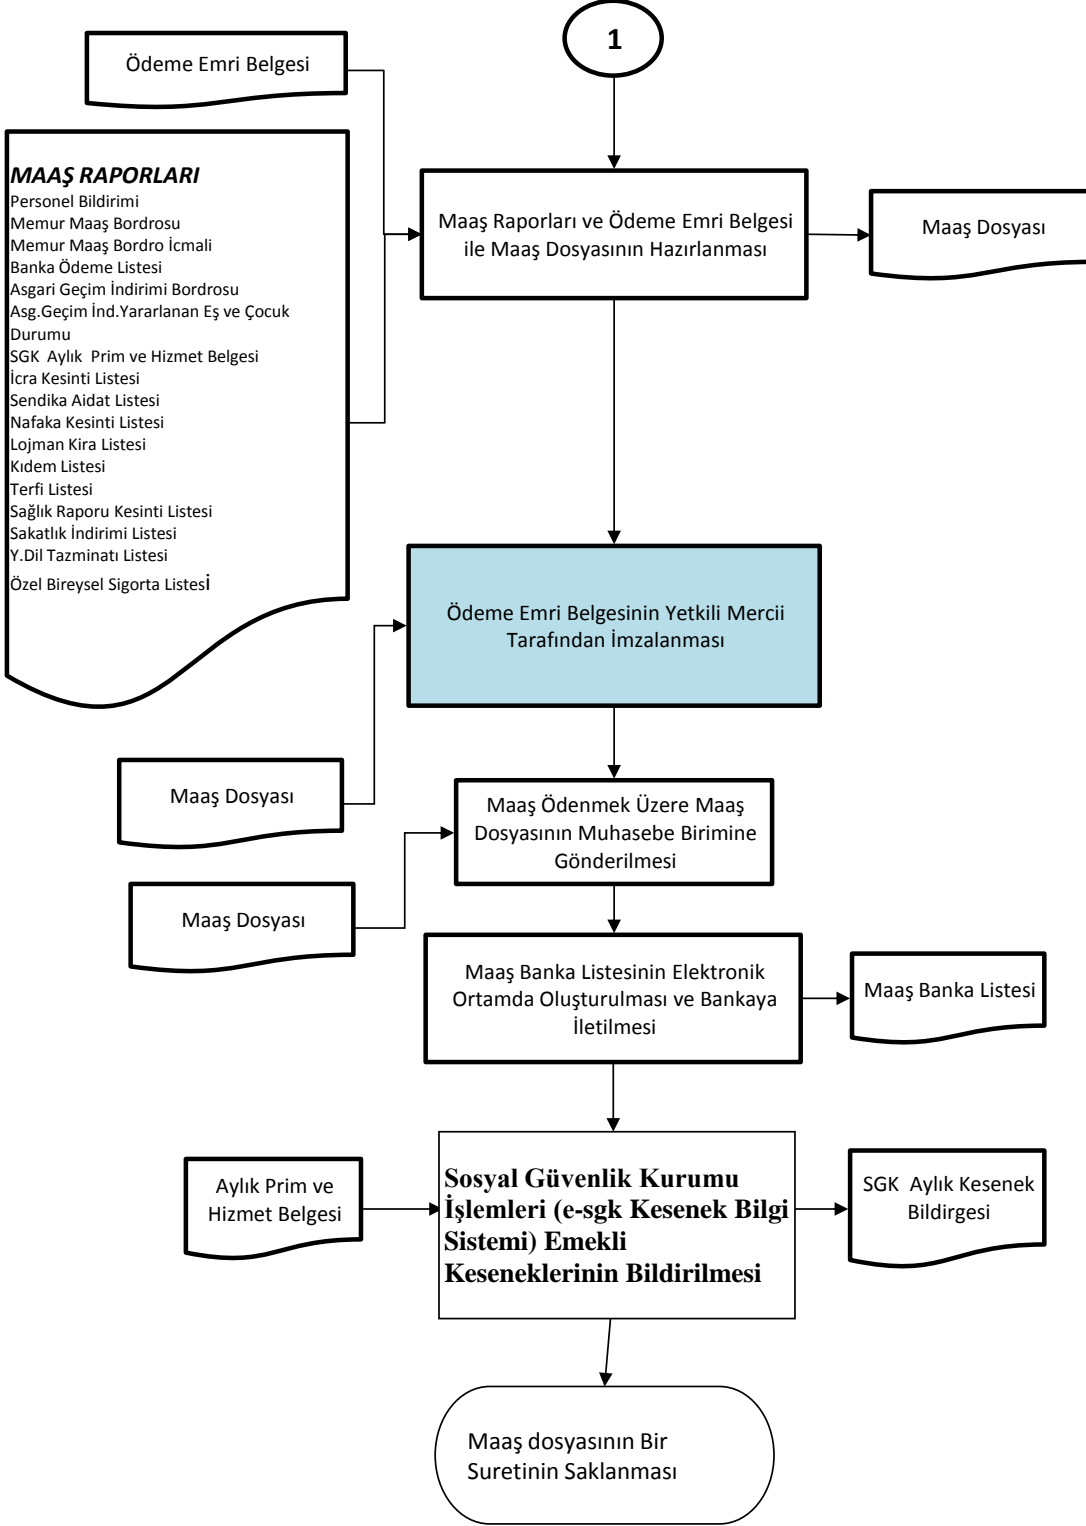 1
Ödeme Emri Belgesi
MAAŞ RAPORLARI
Personel Bildirimi
Memur Maaş Bordrosu
Memur Maaş Bordro İcmali
Banka Ödeme Listesi
Asgari Geçim İndirimi Bordrosu
Asg.Geçim İnd.Yararlanan Eş ve Çocuk
Durumu
SGK  Aylık  Prim ve Hizmet Belgesi
İcra Kesinti Listesi
Sendika Aidat Listesi
Nafaka Kesinti Listesi
Lojman Kira Listesi
Kıdem Listesi
Terfi Listesi
Sağlık Raporu Kesinti Listesi
Sakatlık İndirimi Listesi
Y.Dil Tazminatı Listesi
Özel Bireysel Sigorta Listesi
Maaş Raporları ve Ödeme Emri Belgesi
ile Maaş Dosyasının Hazırlanması
Maaş Dosyası
Ödeme Emri Belgesinin Yetkili Mercii
Tarafından İmzalanması
Maaş Dosyası
Maaş Ödenmek Üzere Maaş
Dosyasının Muhasebe Birimine
Gönderilmesi
Maaş Dosyası
Maaş Banka Listesinin Elektronik
Ortamda Oluşturulması ve Bankaya
İletilmesi
Maaş Banka Listesi
Aylık Prim ve
Hizmet Belgesi
Sosyal Güvenlik Kurumu
İşlemleri (e-sgk Kesenek Bilgi
Sistemi) Emekli
Keseneklerinin Bildirilmesi
SGK  Aylık Kesenek
Bildirgesi
Maaş dosyasının Bir
Suretinin Saklanması